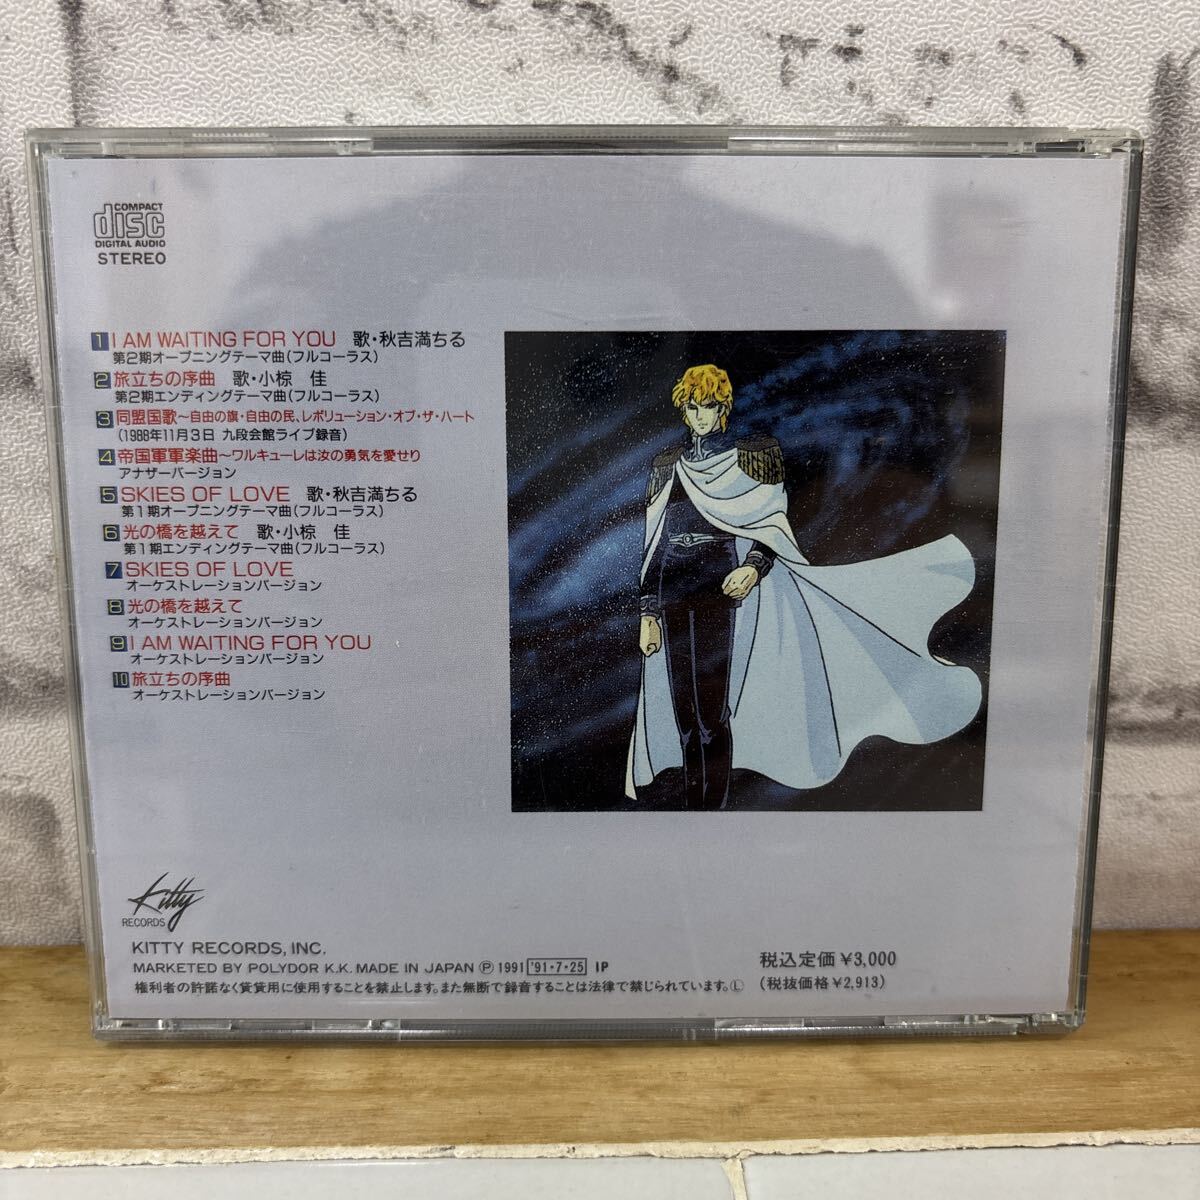 COMPACT
disc
DIGITAL AUDIO
STEREO
1 I AM WAITING FOR YOU 歌・秋吉満ちる
第2期オープニングテーマ曲(フルコーラス)
2 旅立ちの序曲 歌・小椋 佳
第2期エンディングテーマ曲(フルコーラス)
3 同盟国歌〜自由の旗・自由の民、レボリューション・オブ・ザ・ハート
(1988年11月3日 九段会館ライブ録音)
4 帝国軍軍楽曲〜ワルキューレは汝の勇気を愛せり
アナザーバージョン
5 SKIES OF LOVE 歌・秋吉満ちる
第1期オープニングテーマ曲(フルコーラス)
6 光の橋を越えて 歌・小椋 佳
第1期エンディングテーマ曲(フルコーラス)
7 SKIES OF LOVE
オーケストレーションバージョン
8 光の橋を越えて
オーケストレーションバージョン
9 I AM WAITING FOR YOU
オーケストレーションバージョン
10 旅立ちの序曲
オーケストレーションバージョン
Kitty
RECORDS
KITTY RECORDS, INC.
MARKETED BY POLYDOR K.K. MADE IN JAPAN Ⓟ 1991 '91・7・25 IP
権利者の許諾なく賃貸用に使用することを禁止します。また無断で録音することは法律で禁じられています。Ⓛ
税込定価 ¥3,000
(税抜価格 ¥2,913)